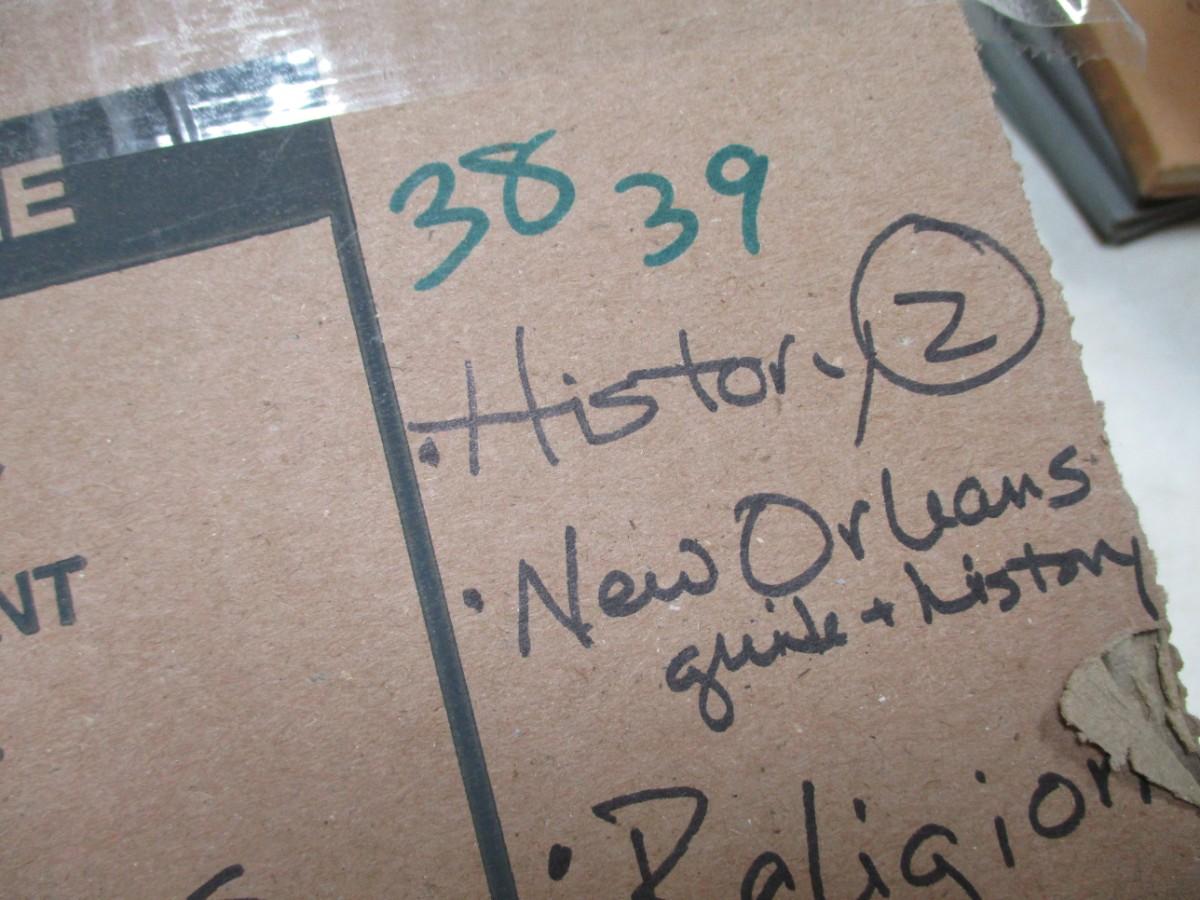 38 39
E
2
• History
• New Orleans
guide + history
NT
• Religion